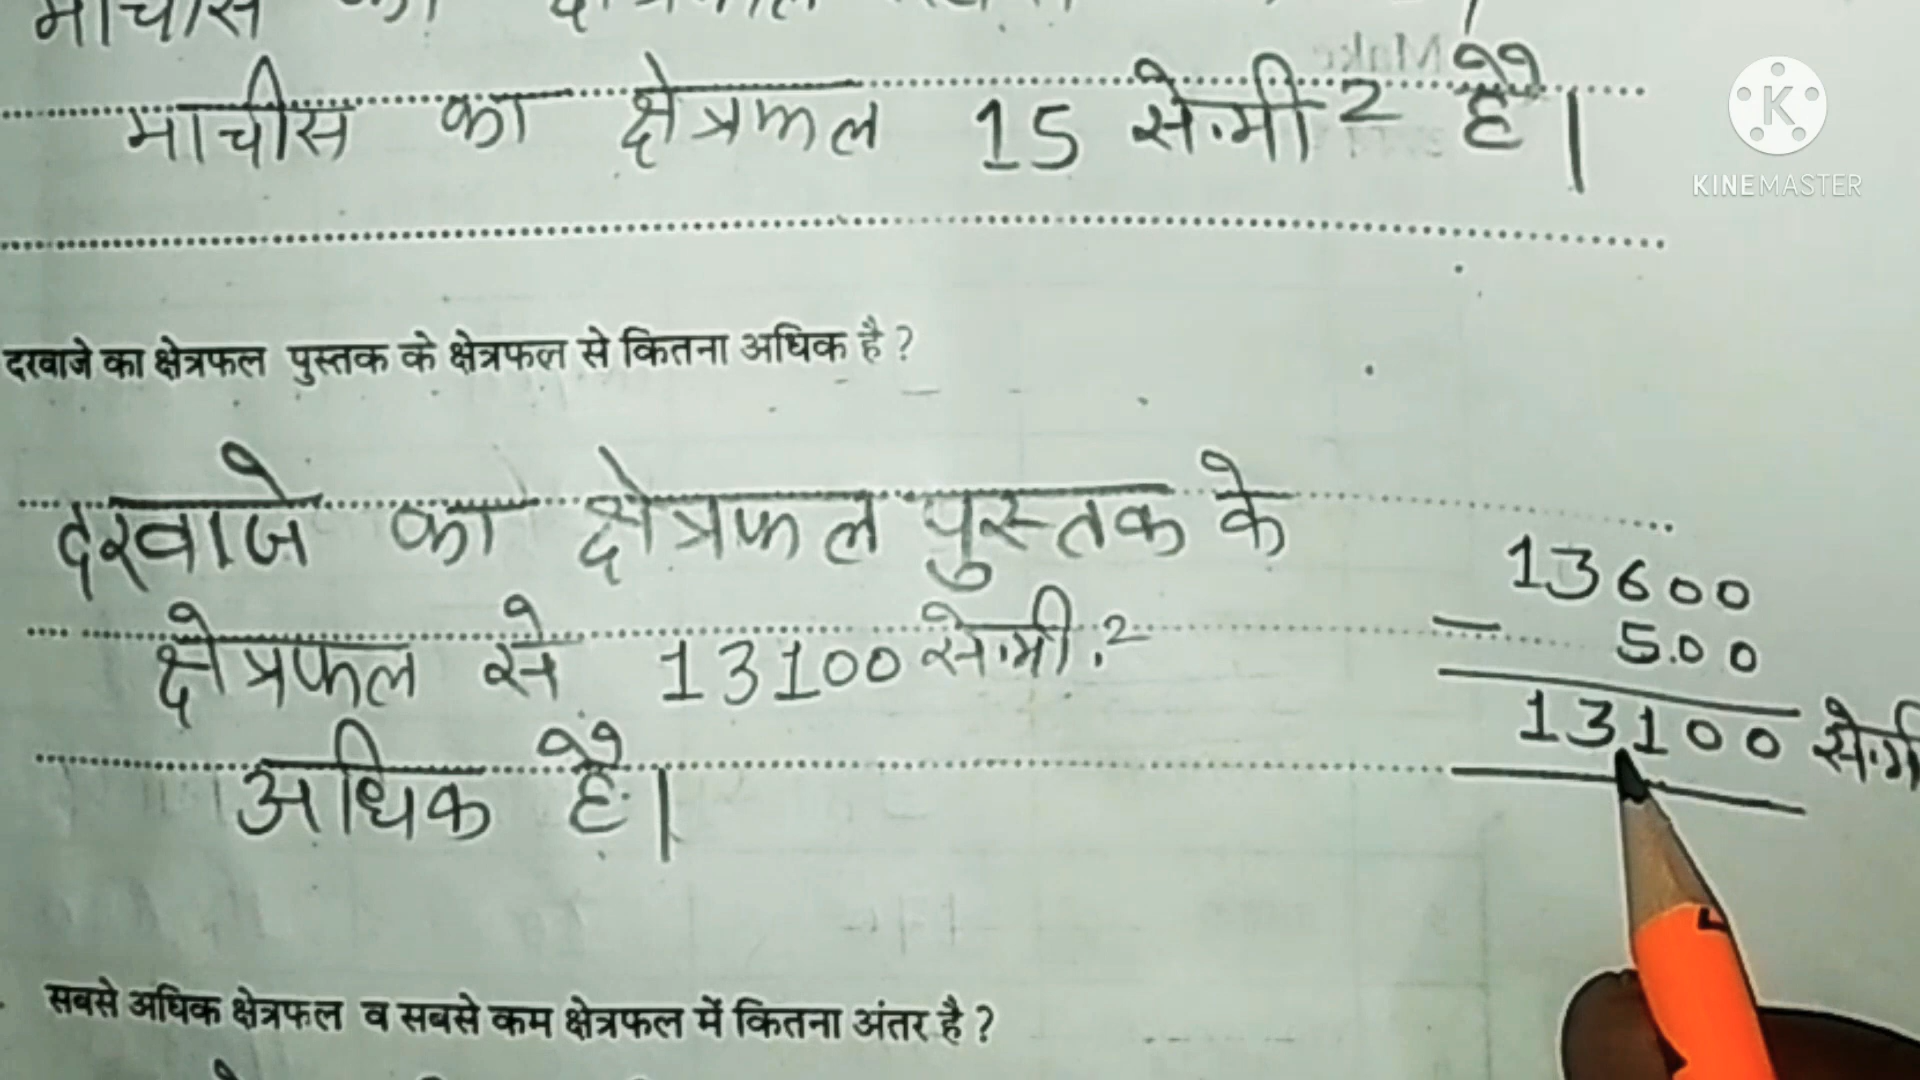 माचीस का क्षेत्रफल
माचीस का क्षेत्रफल 15 से.मी² है।
KINEMASTER
दरवाजे का क्षेत्रफल पुस्तक के क्षेत्रफल से कितना अधिक है ?
दरवाजे का क्षेत्रफल पुस्तक के
क्षेत्रफल से 13100 से.मी.²
अधिक है।
13600
- 500
13100 से.मी
सबसे अधिक क्षेत्रफल व सबसे कम क्षेत्रफल में कितना अंतर है ?